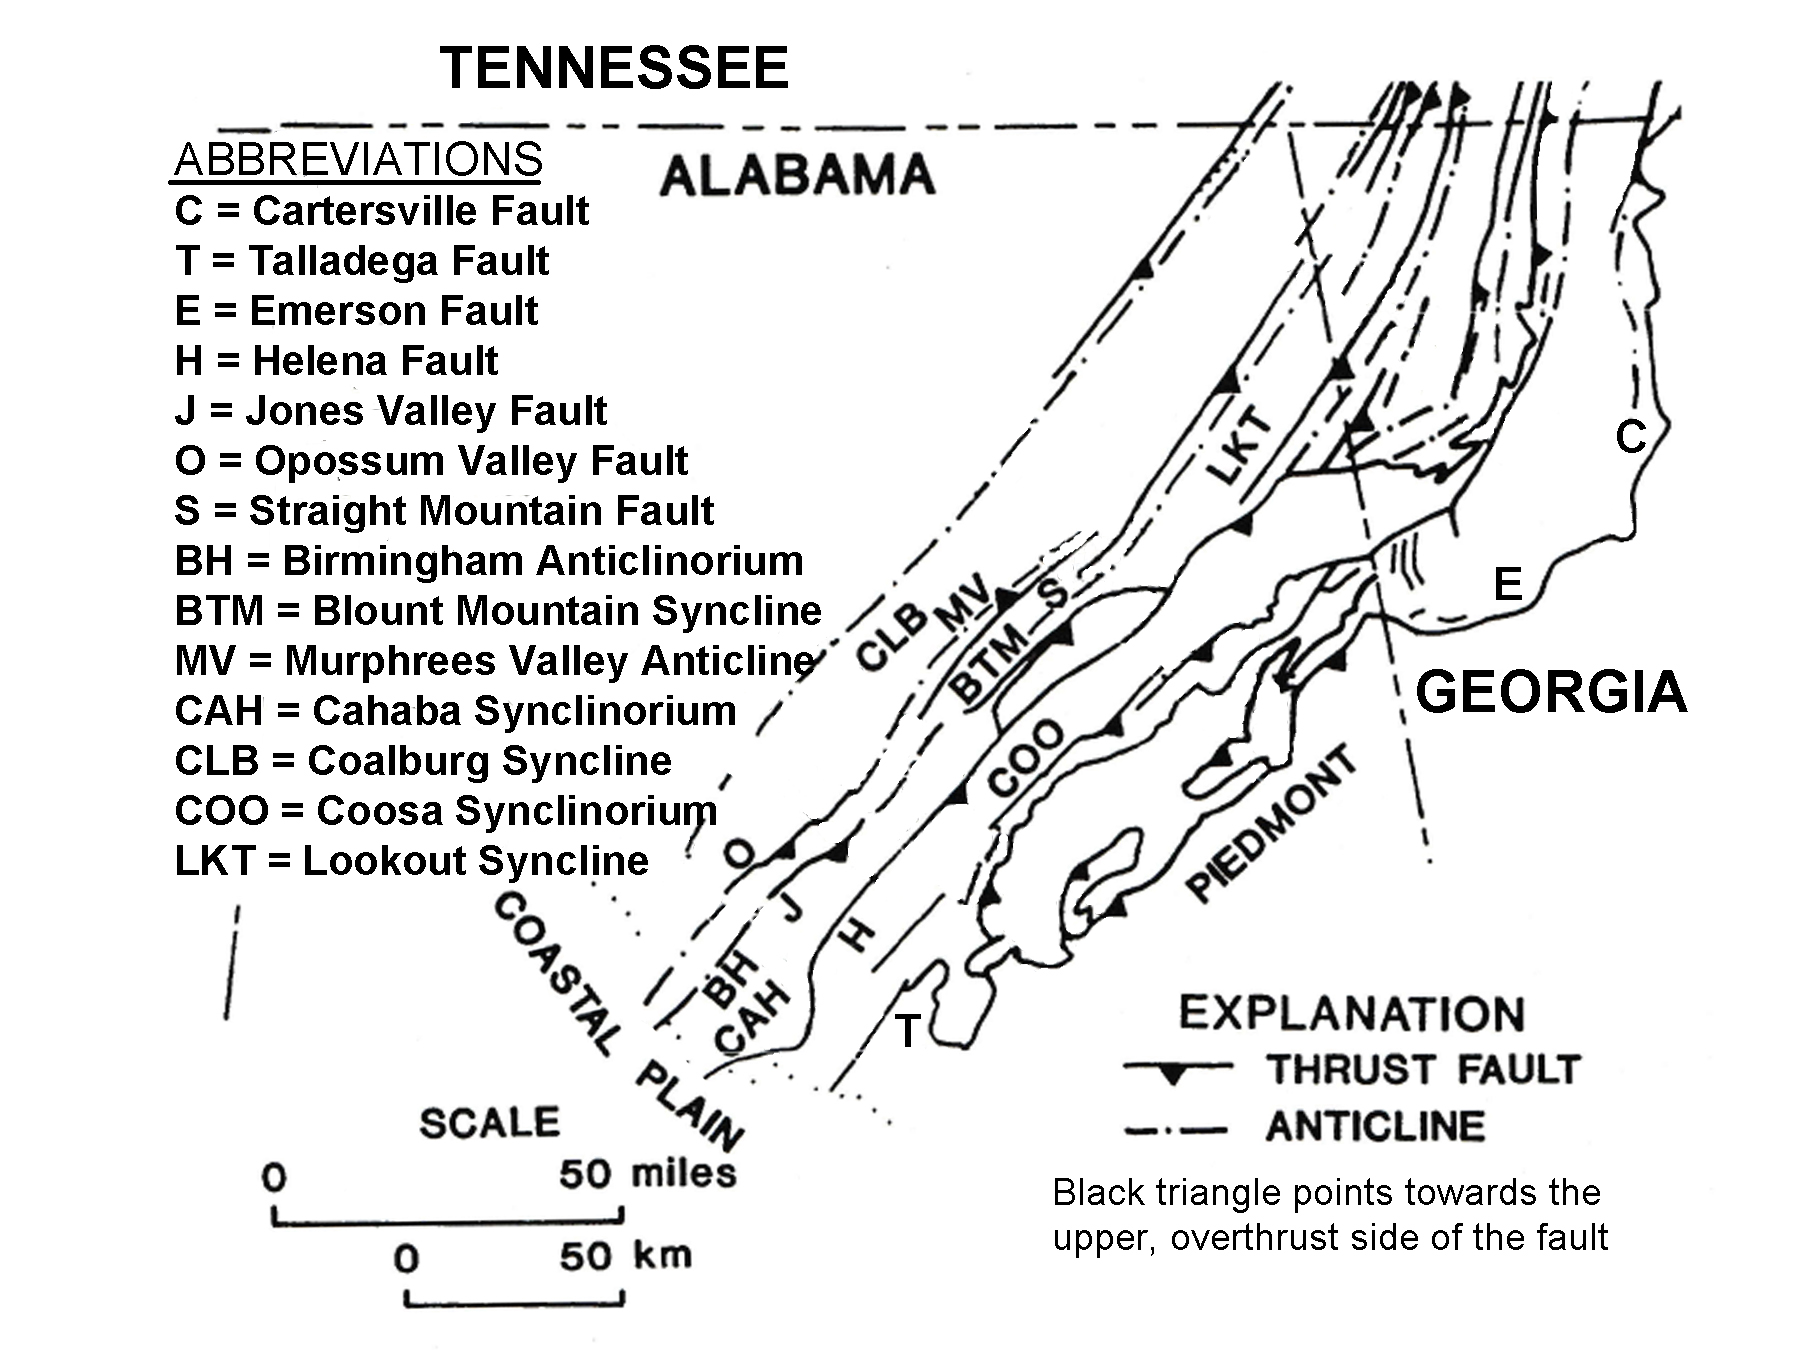 TENNESSEE
ABBREVIATIONS
C = Cartersville Fault
T = Talladega Fault
E = Emerson Fault
H = Helena Fault
J = Jones Valley Fault
O = Opossum Valley Fault
S = Straight Mountain Fault
BH = Birmingham Anticlinorium
BTM = Blount Mountain Syncline
MV = Murphrees Valley Anticline
CAH = Cahaba Synclinorium
CLB = Coalburg Syncline
COO = Coosa Synclinorium
LKT = Lookout Syncline
ALABAMA
LKT
C
E
CLB
MV
S
BTM
GEORGIA
COO
PIEDMONT
O
J
H
BH
CAH
T
COASTAL PLAIN
EXPLANATION
THRUST FAULT
ANTICLINE
Black triangle points towards the
upper, overthrust side of the fault
SCALE
0 50 miles
0 50 km